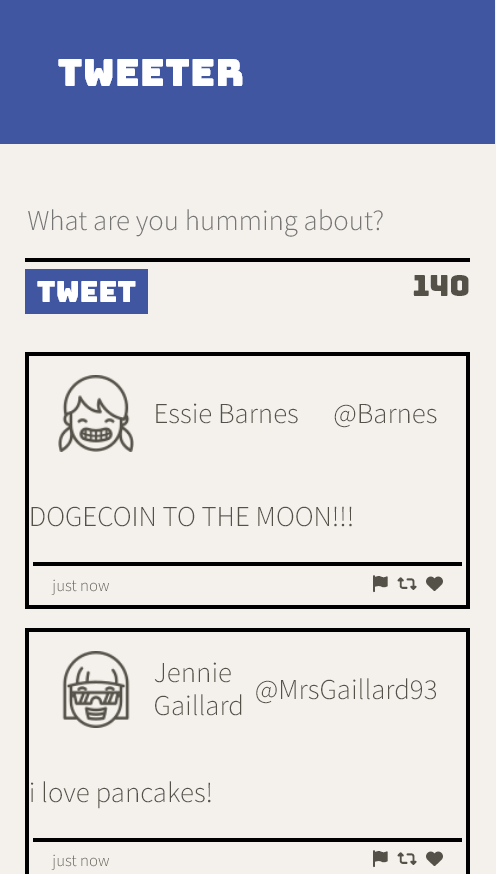 TWEETER
What are you humming about?
TWEET 140
Essie Barnes @Barnes
DOGECOIN TO THE MOON!!!
just now
Jennie
Gaillard @MrsGaillard93
i love pancakes!
just now